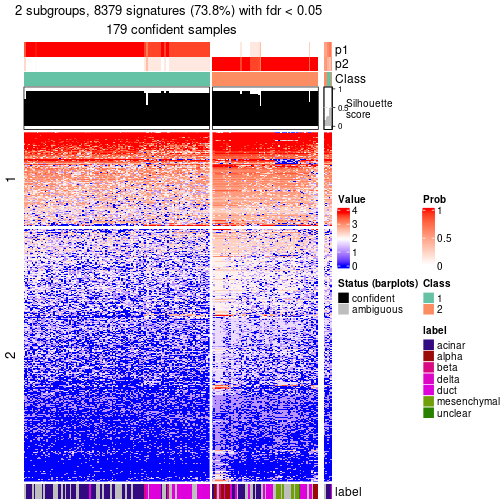 2 subgroups, 8379 signatures (73.8%) with fdr < 0.05
179 confident samples
p1
p2
Class
1
0.5
0
Silhouette
score
1
2
Value
4
3
2
1
0
Prob
1
0.5
0
Status (barplots)
confident
ambiguous
Class
1
2
label
acinar
alpha
beta
delta
duct
mesenchymal
unclear
label